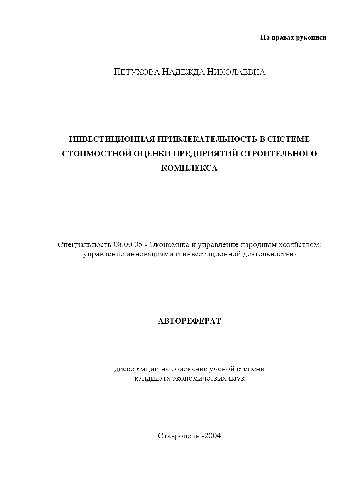 На правах рукописи
ПЕТУХОВА НАДЕЖДА НИКОЛАЕВНА
ИНВЕСТИЦИОННАЯ ПРИВЛЕКАТЕЛЬНОСТЬ В СИСТЕМЕ
СТОИМОСТНОЙ ОЦЕНКИ ПРЕДПРИЯТИЙ СТРОИТЕЛЬНОГО
КОМПЛЕКСА
Специальность 08.00.05 - Экономика и управление народным хозяйством:
управление инновациями и инвестиционной деятельностью
АВТОРЕФЕРАТ
диссертации на соискание ученой степени
кандидата экономических наук
Ставрополь -2004